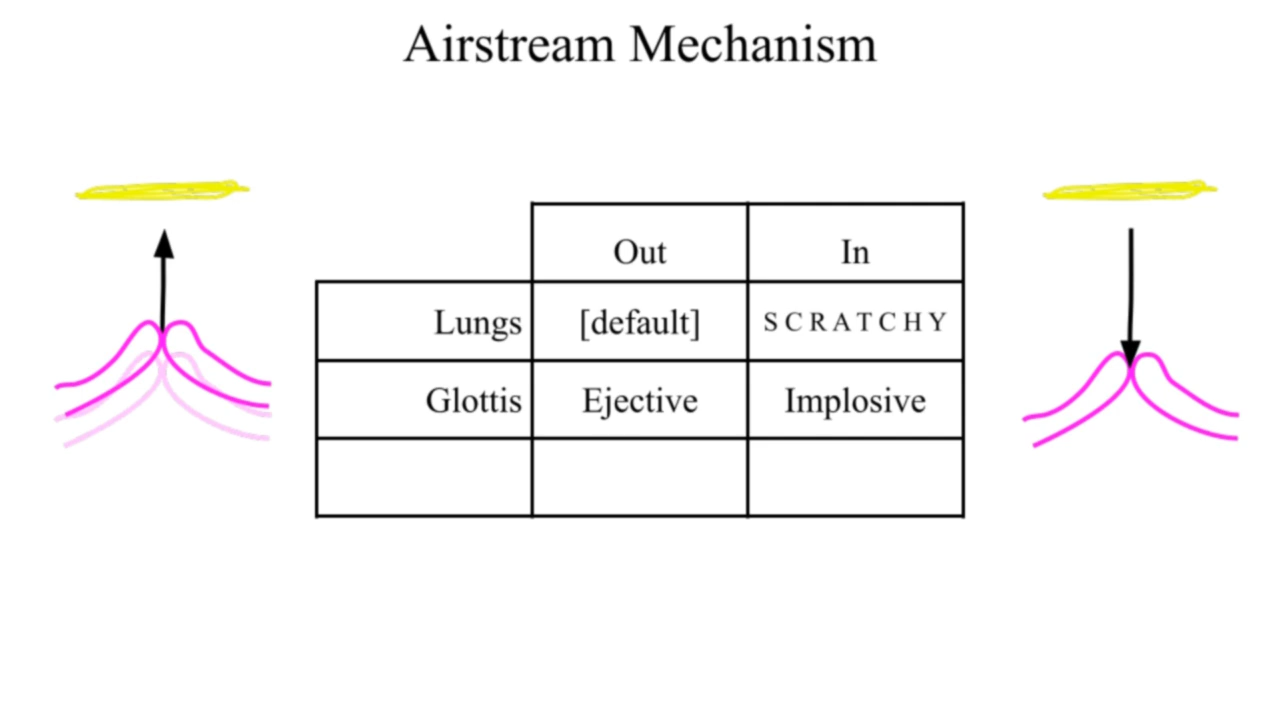 Airstream Mechanism
Out In
Lungs [default] SCRATCHY
Glottis Ejective Implosive